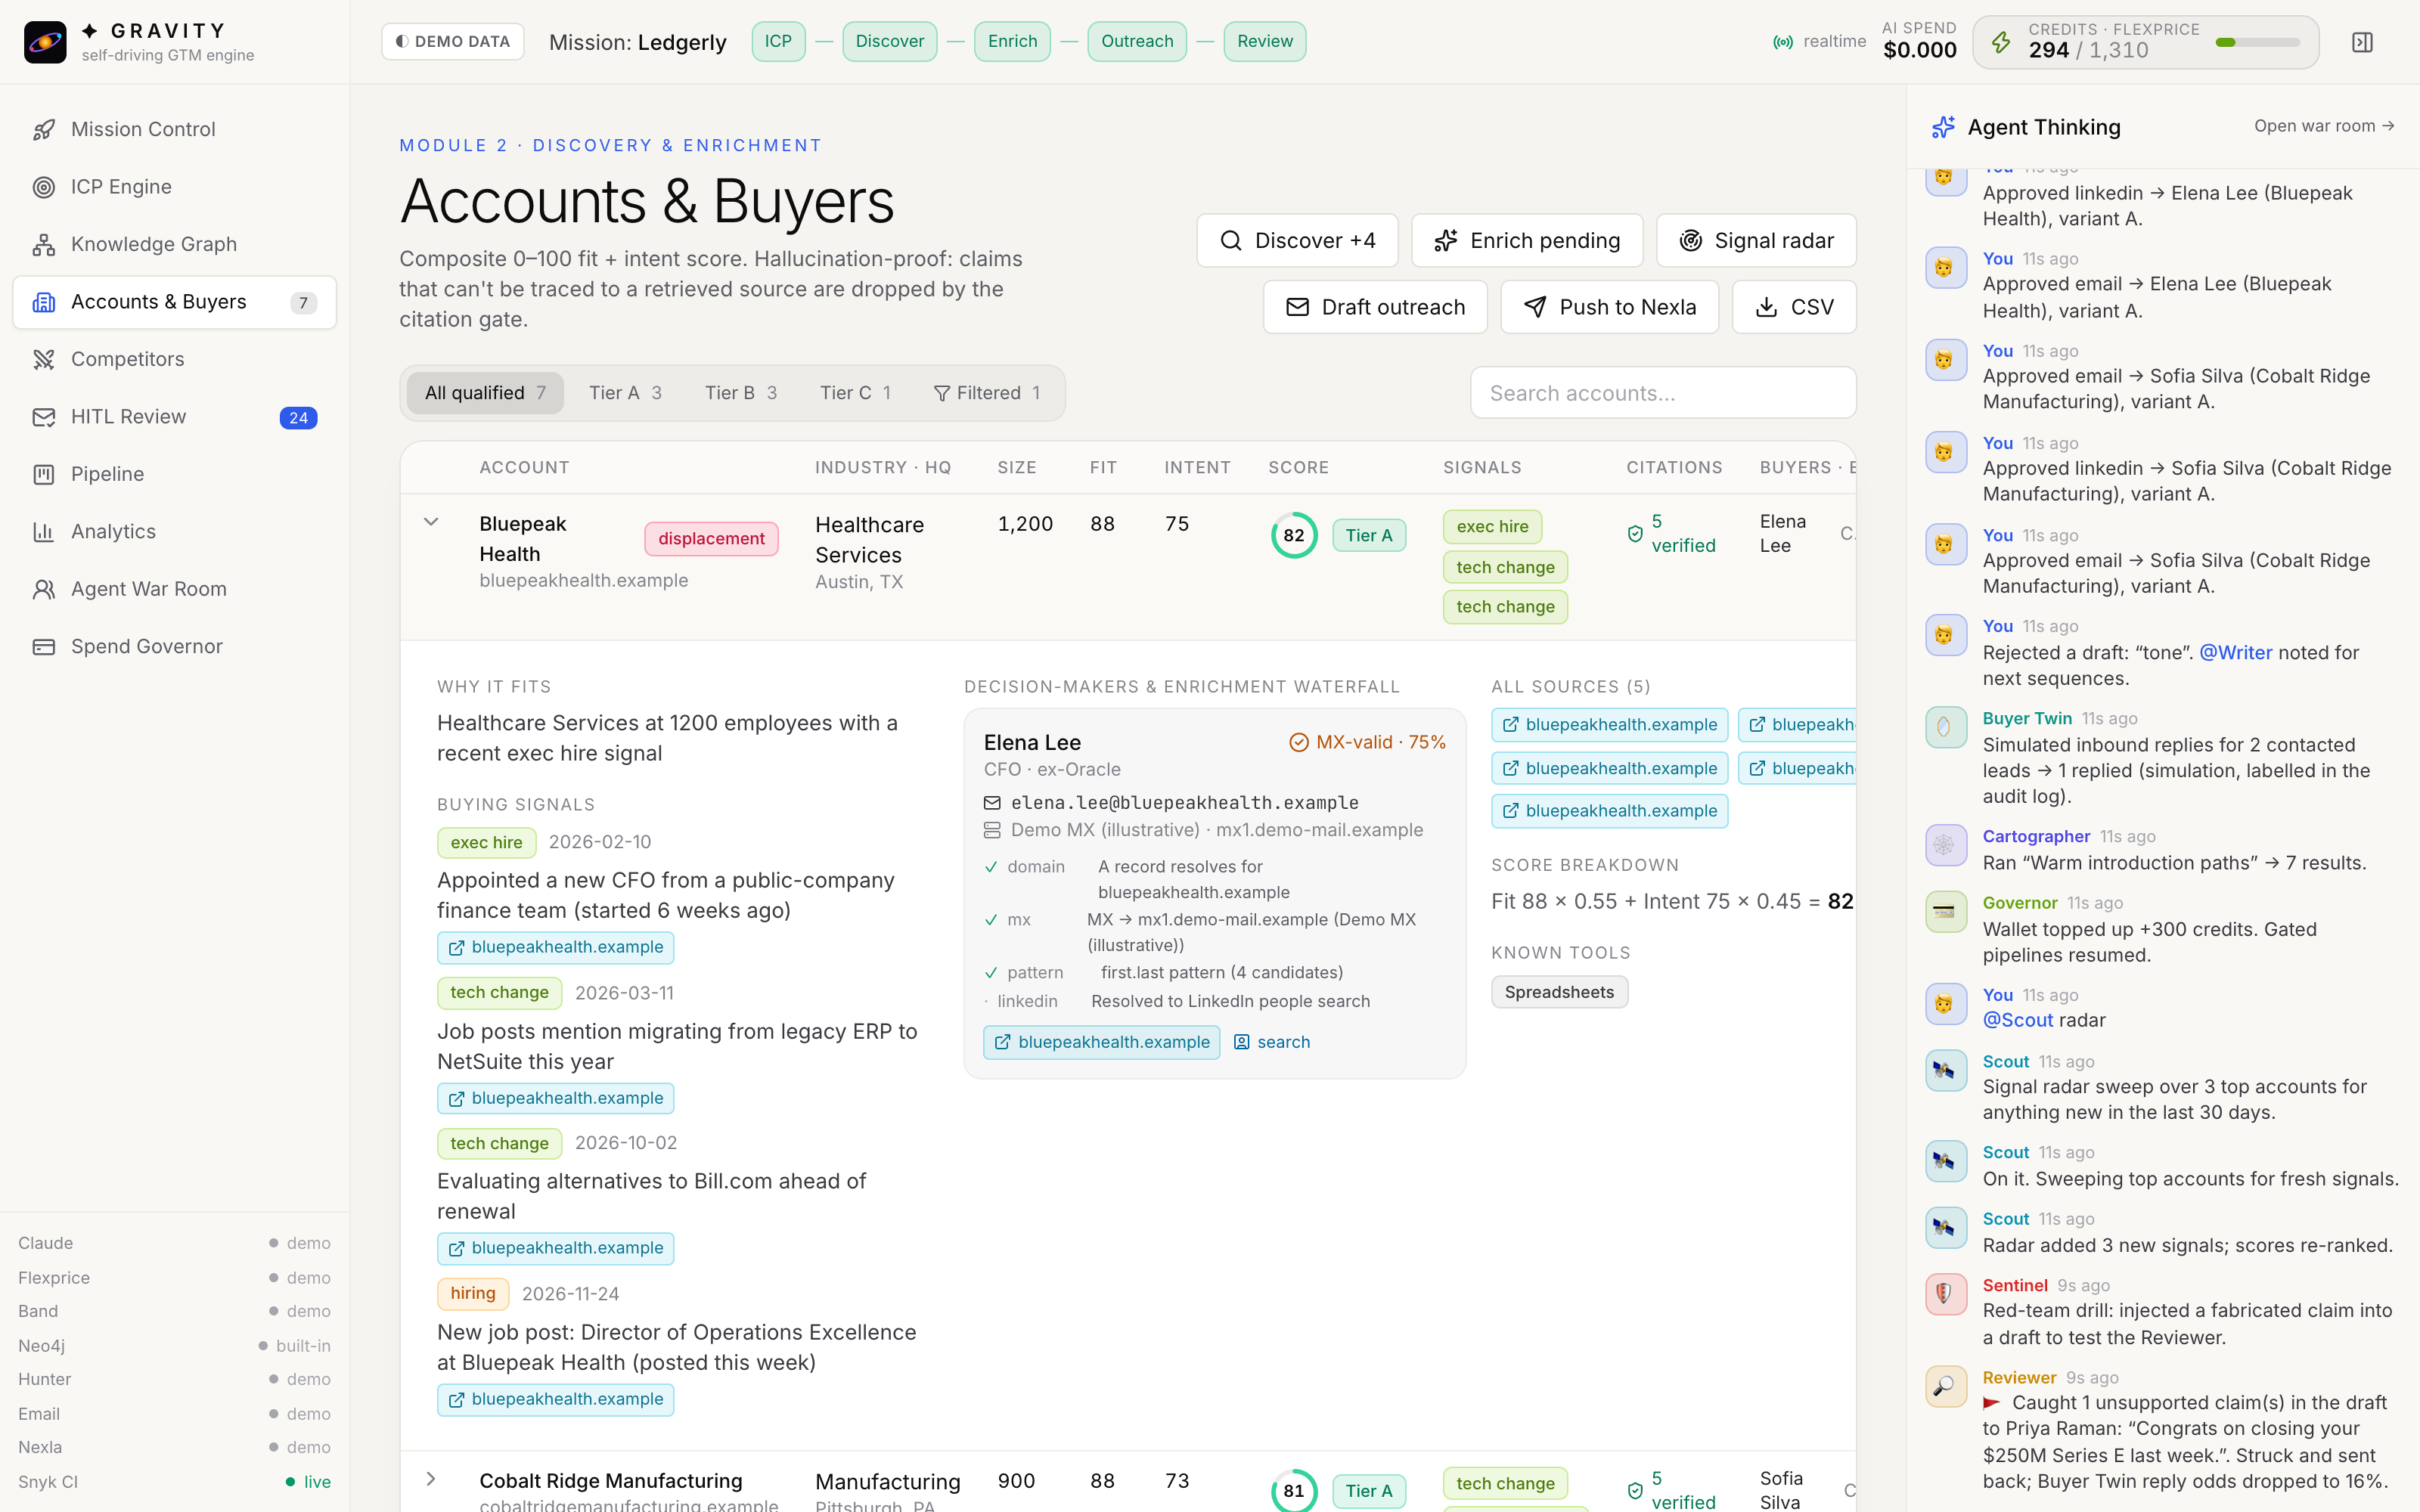 ✦ GRAVITY
self-driving GTM engine
DEMO DATA
Mission: Ledgerly
ICP — Discover — Enrich — Outreach — Review
realtime
AI SPEND
$0.000
CREDITS · FLEXPRICE
294 / 1,310
Mission Control
ICP Engine
Knowledge Graph
Accounts & Buyers 7
Competitors
HITL Review 24
Pipeline
Analytics
Agent War Room
Spend Governor
Claude demo
Flexprice demo
Band demo
Neo4j built-in
Hunter demo
Email demo
Nexla demo
Snyk CI live
MODULE 2 · DISCOVERY & ENRICHMENT
Accounts & Buyers
Composite 0–100 fit + intent score. Hallucination-proof: claims
that can't be traced to a retrieved source are dropped by the
citation gate.
Discover +4
Enrich pending
Signal radar
Draft outreach
Push to Nexla
CSV
All qualified 7
Tier A 3
Tier B 3
Tier C 1
Filtered 1
Search accounts...
ACCOUNT INDUSTRY · HQ SIZE FIT INTENT SCORE SIGNALS CITATIONS BUYERS ·
Bluepeak
Health
displacement
bluepeakhealth.example
Healthcare
Services
Austin, TX
1,200
88
75
82
Tier A
exec hire
tech change
tech change
5
verified
Elena
Lee
WHY IT FITS
Healthcare Services at 1200 employees with a
recent exec hire signal
BUYING SIGNALS
exec hire 2026-02-10
Appointed a new CFO from a public-company
finance team (started 6 weeks ago)
bluepeakhealth.example
tech change 2026-03-11
Job posts mention migrating from legacy ERP to
NetSuite this year
bluepeakhealth.example
tech change 2026-10-02
Evaluating alternatives to Bill.com ahead of
renewal
bluepeakhealth.example
hiring 2026-11-24
New job post: Director of Operations Excellence
at Bluepeak Health (posted this week)
bluepeakhealth.example
DECISION-MAKERS & ENRICHMENT WATERFALL
Elena Lee
MX-valid · 75%
CFO · ex-Oracle
elena.lee@bluepeakhealth.example
Demo MX (illustrative) · mx1.demo-mail.example
✓ domain A record resolves for
bluepeakhealth.example
✓ mx MX → mx1.demo-mail.example (Demo MX
(illustrative))
✓ pattern first.last pattern (4 candidates)
· linkedin Resolved to LinkedIn people search
bluepeakhealth.example search
ALL SOURCES (5)
bluepeakhealth.example
bluepeakh
bluepeakhealth.example
bluepeakh
bluepeakhealth.example
SCORE BREAKDOWN
Fit 88 × 0.55 + Intent 75 × 0.45 = 82
KNOWN TOOLS
Spreadsheets
Cobalt Ridge Manufacturing
cobaltridgemanufacturing.example
Manufacturing
Pittsburgh, PA
900
88
73
81
Tier A
tech change
5
verified
Sofia
Silva
Agent Thinking
Open war room →
You 11s ago
Approved linkedin → Elena Lee (Bluepeak
Health), variant A.
You 11s ago
Approved email → Elena Lee (Bluepeak
Health), variant A.
You 11s ago
Approved email → Sofia Silva (Cobalt Ridge
Manufacturing), variant A.
You 11s ago
Approved linkedin → Sofia Silva (Cobalt Ridge
Manufacturing), variant A.
You 11s ago
Approved email → Sofia Silva (Cobalt Ridge
Manufacturing), variant A.
You 11s ago
Rejected a draft: “tone”. @Writer noted for
next sequences.
Buyer Twin 11s ago
Simulated inbound replies for 2 contacted
leads → 1 replied (simulation, labelled in the
audit log).
Cartographer 11s ago
Ran “Warm introduction paths” → 7 results.
Governor 11s ago
Wallet topped up +300 credits. Gated
pipelines resumed.
You 11s ago
@Scout radar
Scout 11s ago
Signal radar sweep over 3 top accounts for
anything new in the last 30 days.
Scout 11s ago
On it. Sweeping top accounts for fresh signals.
Scout 11s ago
Radar added 3 new signals; scores re-ranked.
Sentinel 9s ago
Red-team drill: injected a fabricated claim into
a draft to test the Reviewer.
Reviewer 9s ago
Caught 1 unsupported claim(s) in the draft
to Priya Raman: “Congrats on closing your
$250M Series E last week.”. Struck and sent
back; Buyer Twin reply odds dropped to 16%.